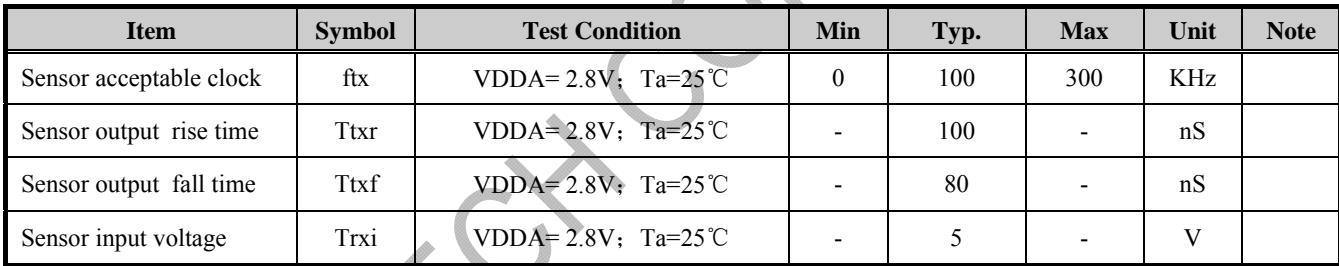 Item Symbol Test Condition Min Typ. Max Unit Note
Sensor acceptable clock ftx VDDA= 2.8V；Ta=25℃ 0 100 300 KHz
Sensor output rise time Ttxr VDDA= 2.8V；Ta=25℃ - 100 - nS
Sensor output fall time Ttxf VDDA= 2.8V；Ta=25℃ - 80 - nS
Sensor input voltage Trxi VDDA= 2.8V；Ta=25℃ - 5 - V